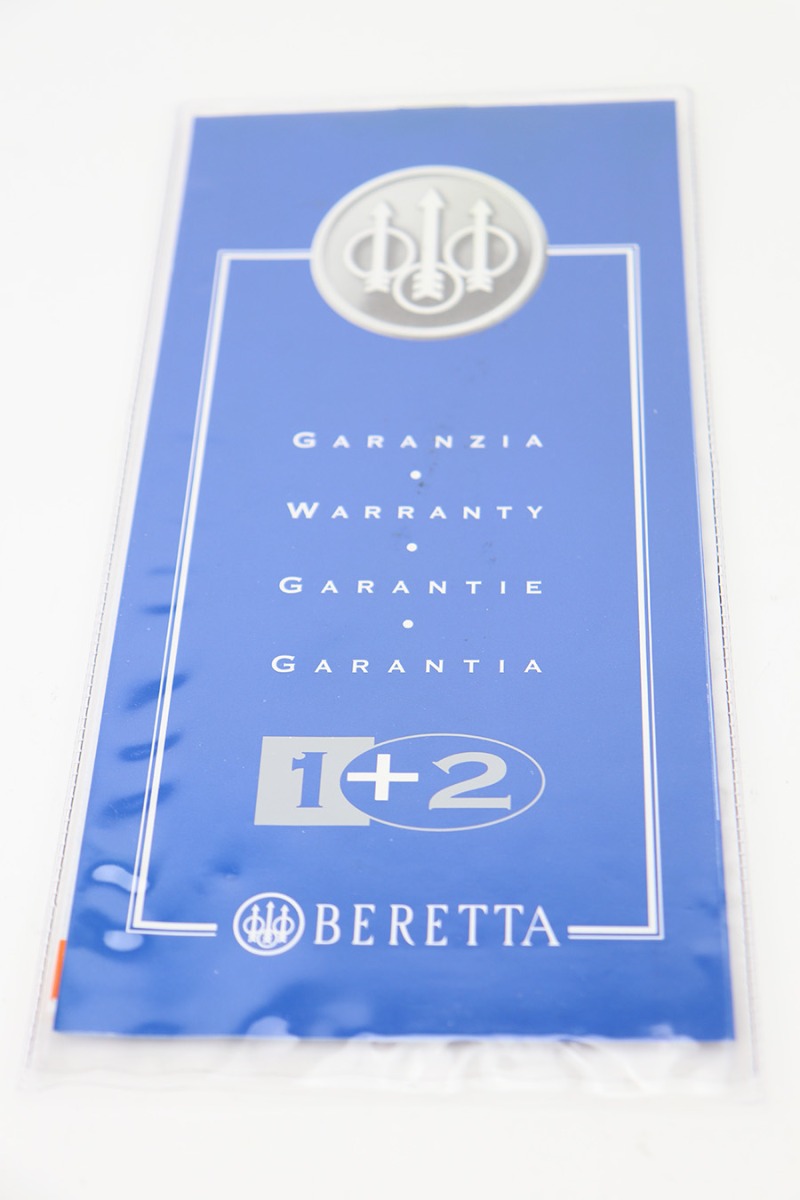 GARANZIA
•
WARRANTY
•
GARANTIE
•
GARANTIA
1+2
BERETTA